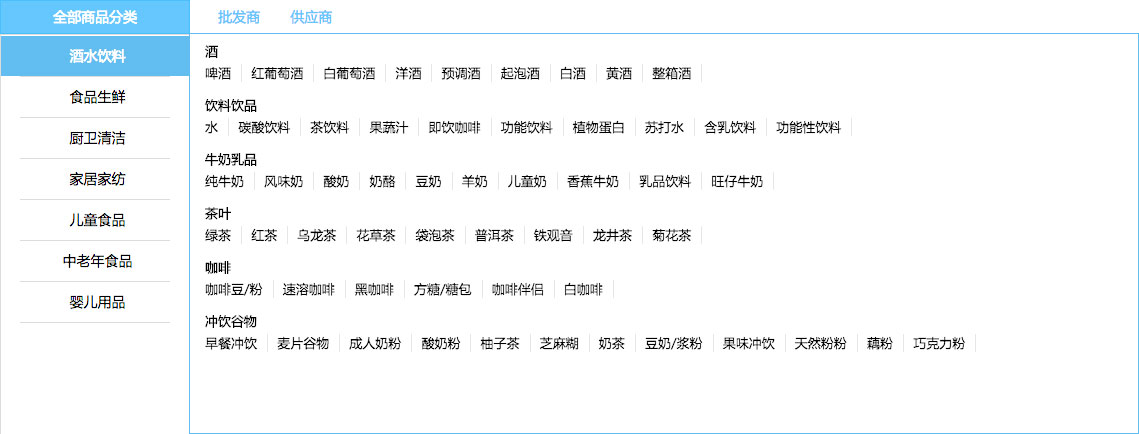 全部商品分类 批发商 供应商
酒水饮料
食品生鲜
厨卫清洁
家居家纺
儿童食品
中老年食品
婴儿用品
酒
啤酒 红葡萄酒 白葡萄酒 洋酒 预调酒 起泡酒 白酒 黄酒 整箱酒
饮料饮品
水 碳酸饮料 茶饮料 果蔬汁 即饮咖啡 功能饮料 植物蛋白 苏打水 含乳饮料 功能性饮料
牛奶乳品
纯牛奶 风味奶 酸奶 奶酪 豆奶 羊奶 儿童奶 香蕉牛奶 乳品饮料 旺仔牛奶
茶叶
绿茶 红茶 乌龙茶 花草茶 袋泡茶 普洱茶 铁观音 龙井茶 菊花茶
咖啡
咖啡豆/粉 速溶咖啡 黑咖啡 方糖/糖包 咖啡伴侣 白咖啡
冲饮谷物
早餐冲饮 麦片谷物 成人奶粉 酸奶粉 柚子茶 芝麻糊 奶茶 豆奶/浆粉 果味冲饮 天然粉粉 藕粉 巧克力粉